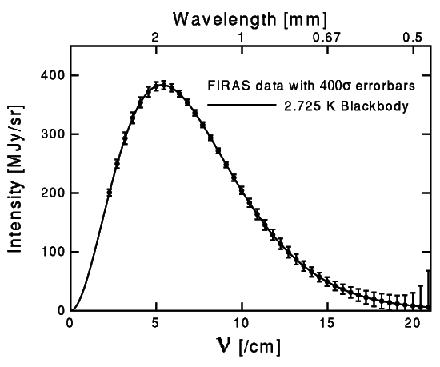 Wavelength [mm]
2 1 0.67 0.5
FIRAS data with 400σ errorbars
2.725 K Blackbody
Intensity [MJy/sr]
400
300
200
100
0
0 5 10 15 20
ν [/cm]